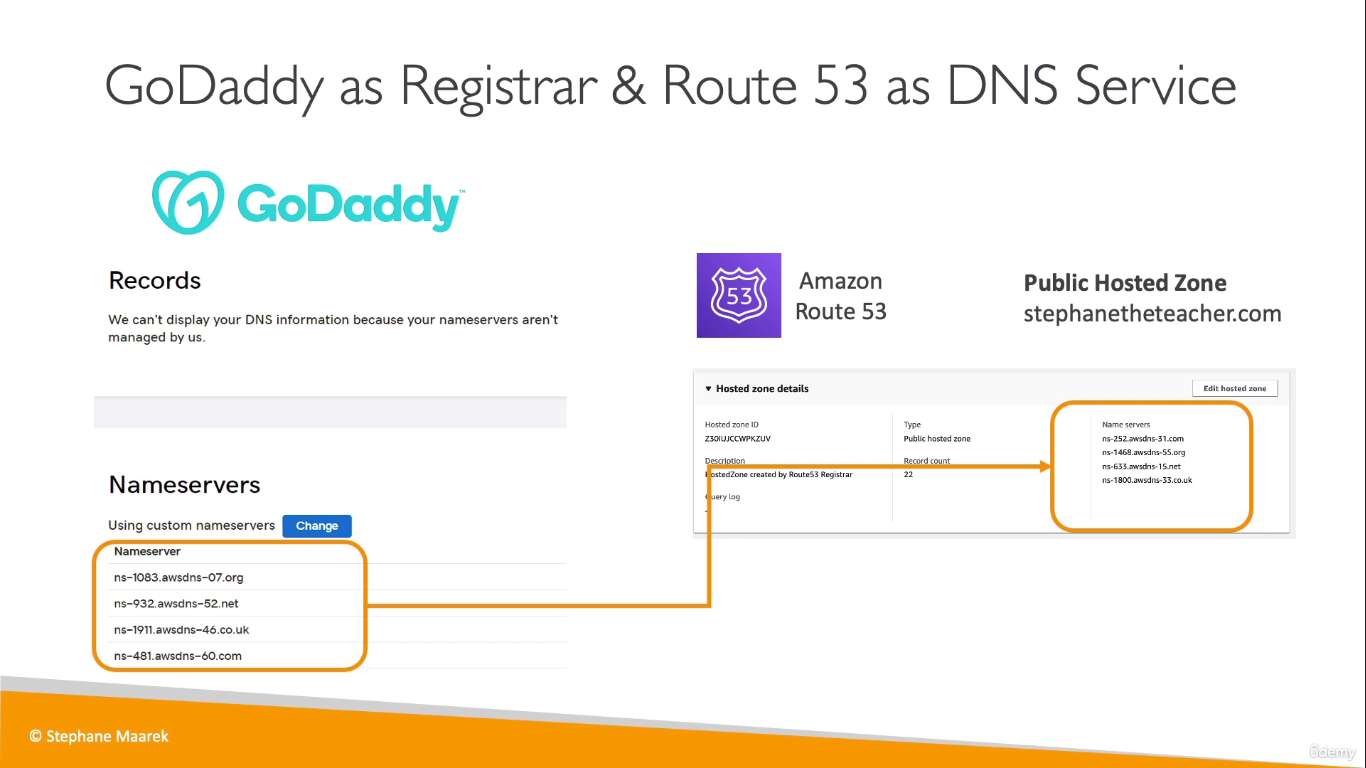 GoDaddy as Registrar & Route 53 as DNS Service
GoDaddy™
Records
We can't display your DNS information because your nameservers aren't
managed by us.
Nameservers
Using custom nameservers Change
Nameserver
ns-1083.awsdns-07.org
ns-932.awsdns-52.net
ns-1911.awsdns-46.co.uk
ns-481.awsdns-60.com
53
Amazon
Route 53
Public Hosted Zone
stephanetheteacher.com
▼ Hosted zone details
Edit hosted zone
Hosted zone ID
Z30IUJCCWPKZUV
Description
HostedZone created by Route53 Registrar
Query log
-
Type
Public hosted zone
Record count
22
Name servers
ns-252.awsdns-31.com
ns-1468.awsdns-55.org
ns-633.awsdns-15.net
ns-1800.awsdns-33.co.uk
© Stephane Maarek
ûdemy